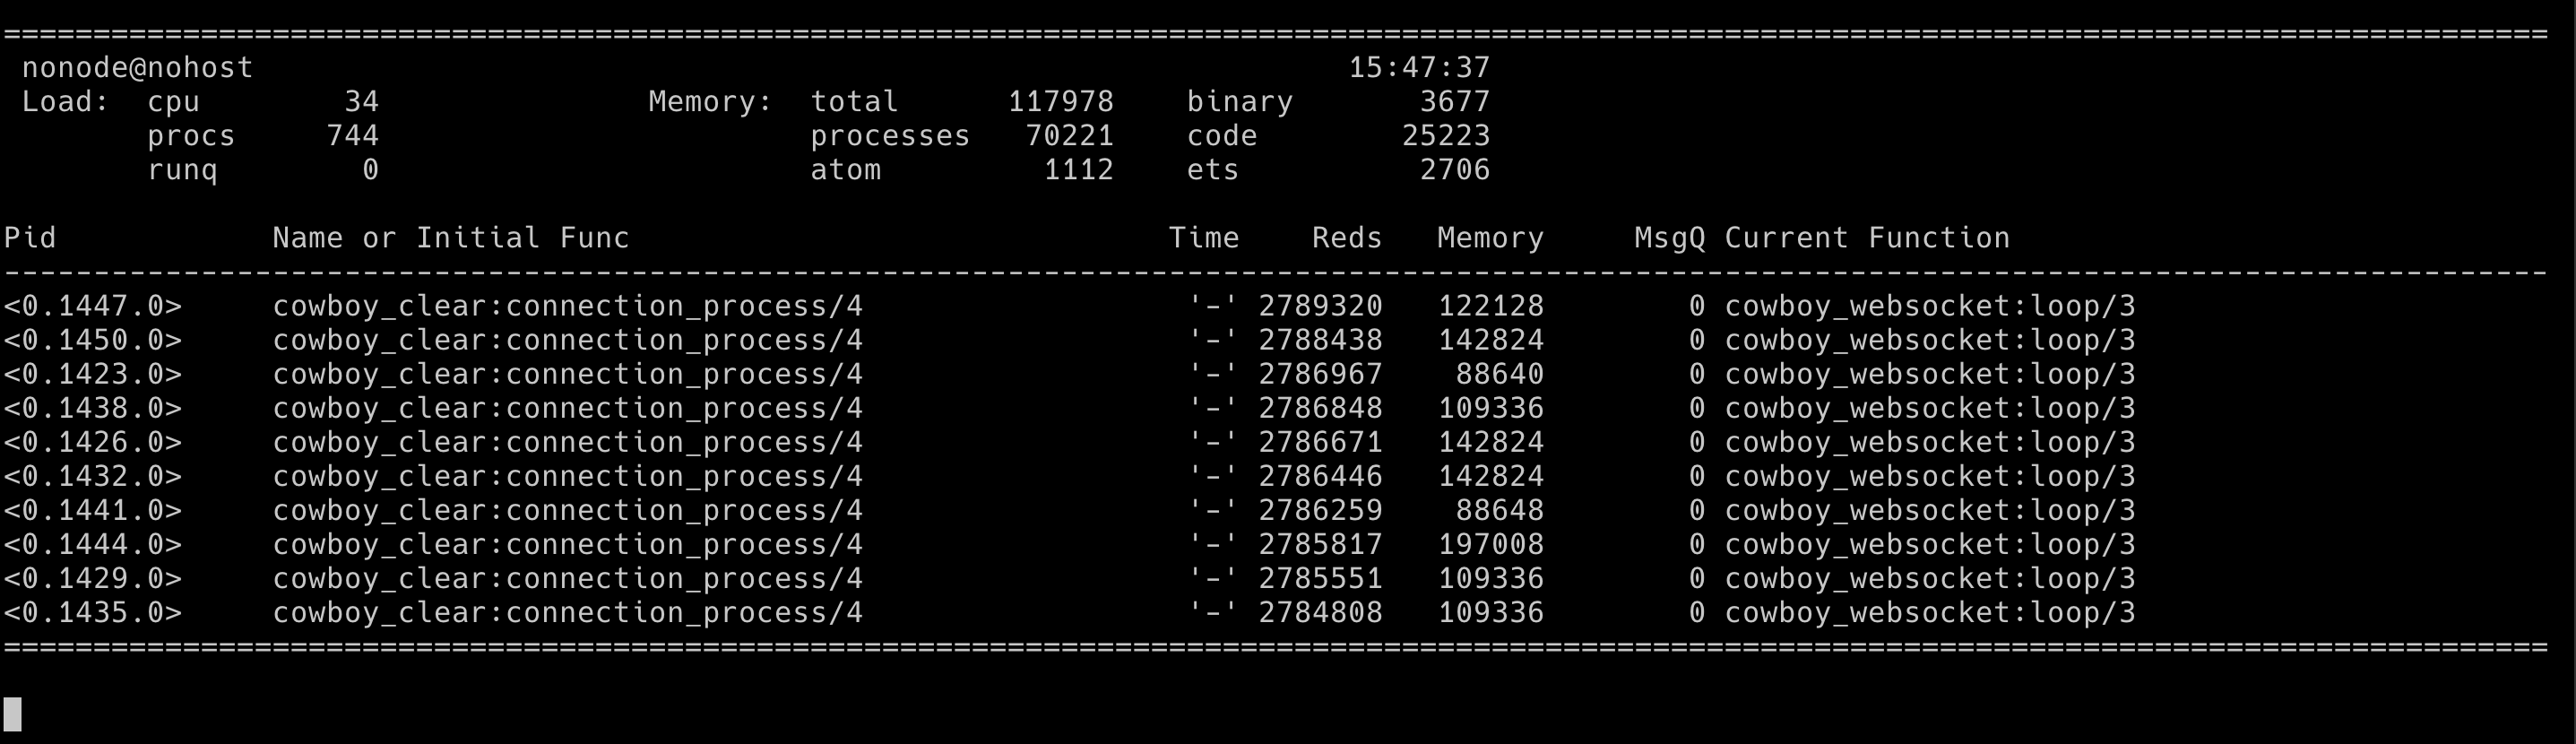 ========================================================================================================================
nonode@nohost 15:47:37
Load: cpu 34 Memory: total 117978 binary 3677
procs 744 processes 70221 code 25223
runq 0 atom 1112 ets 2706
Pid Name or Initial Func Time Reds Memory MsgQ Current Function
------------------------------------------------------------------------------------------------------------------------
<0.1447.0> cowboy_clear:connection_process/4 '-' 2789320 122128 0 cowboy_websocket:loop/3
<0.1450.0> cowboy_clear:connection_process/4 '-' 2788438 142824 0 cowboy_websocket:loop/3
<0.1423.0> cowboy_clear:connection_process/4 '-' 2786967 88640 0 cowboy_websocket:loop/3
<0.1438.0> cowboy_clear:connection_process/4 '-' 2786848 109336 0 cowboy_websocket:loop/3
<0.1426.0> cowboy_clear:connection_process/4 '-' 2786671 142824 0 cowboy_websocket:loop/3
<0.1432.0> cowboy_clear:connection_process/4 '-' 2786446 142824 0 cowboy_websocket:loop/3
<0.1441.0> cowboy_clear:connection_process/4 '-' 2786259 88648 0 cowboy_websocket:loop/3
<0.1444.0> cowboy_clear:connection_process/4 '-' 2785817 197008 0 cowboy_websocket:loop/3
<0.1429.0> cowboy_clear:connection_process/4 '-' 2785551 109336 0 cowboy_websocket:loop/3
<0.1435.0> cowboy_clear:connection_process/4 '-' 2784808 109336 0 cowboy_websocket:loop/3
========================================================================================================================